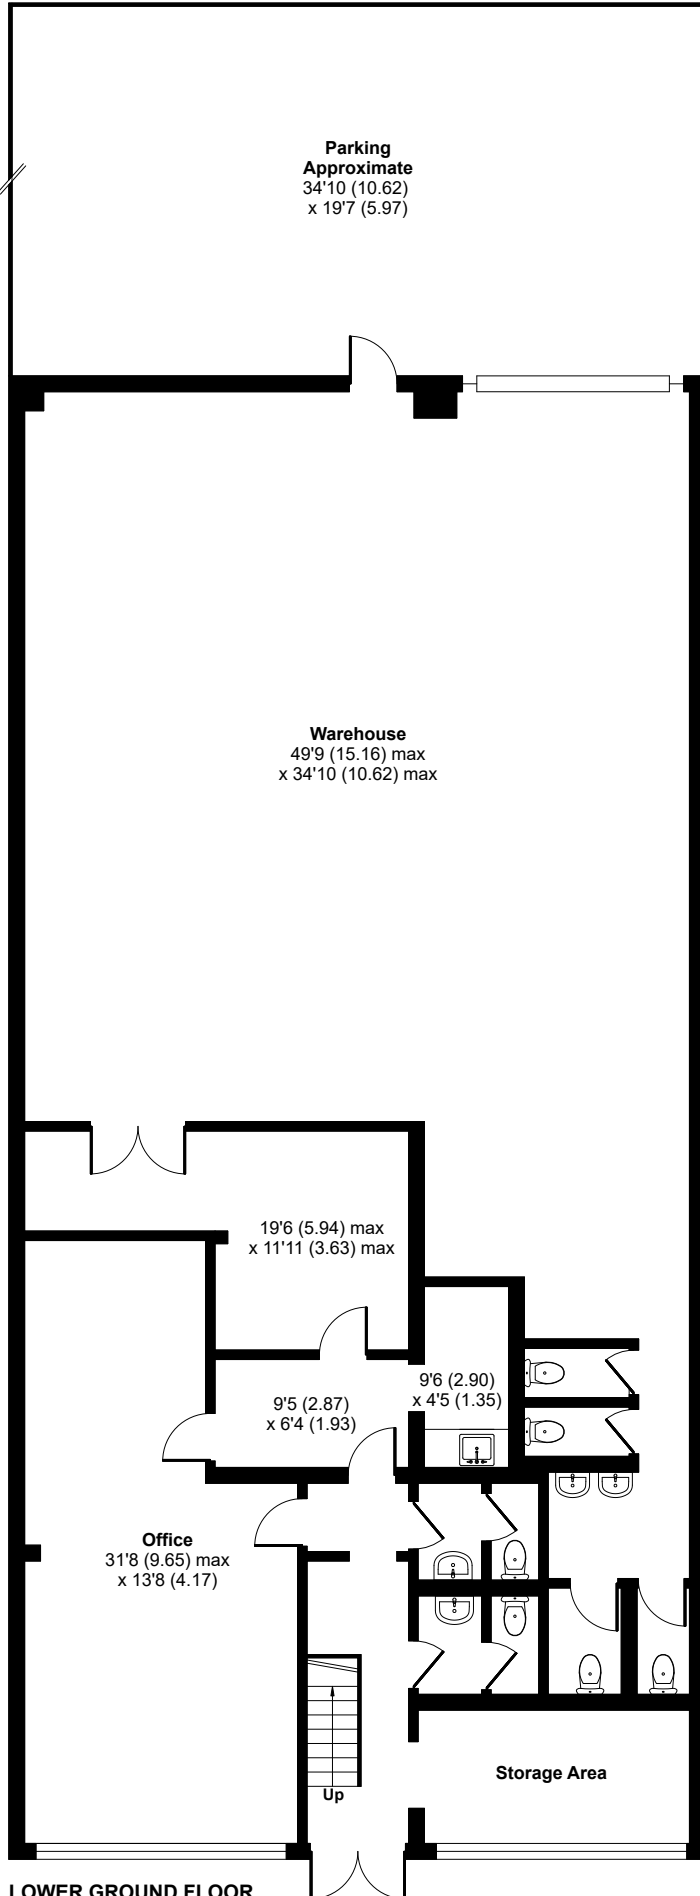 Parking
Approximate
34'10 (10.62)
x 19'7 (5.97)
Warehouse
49'9 (15.16) max
x 34'10 (10.62) max
19'6 (5.94) max
x 11'11 (3.63) max
9'6 (2.90)
x 4'5 (1.35)
9'5 (2.87)
x 6'4 (1.93)
Office
31'8 (9.65) max
x 13'8 (4.17)
Storage Area
Up
LOWER GROUND FLOOR